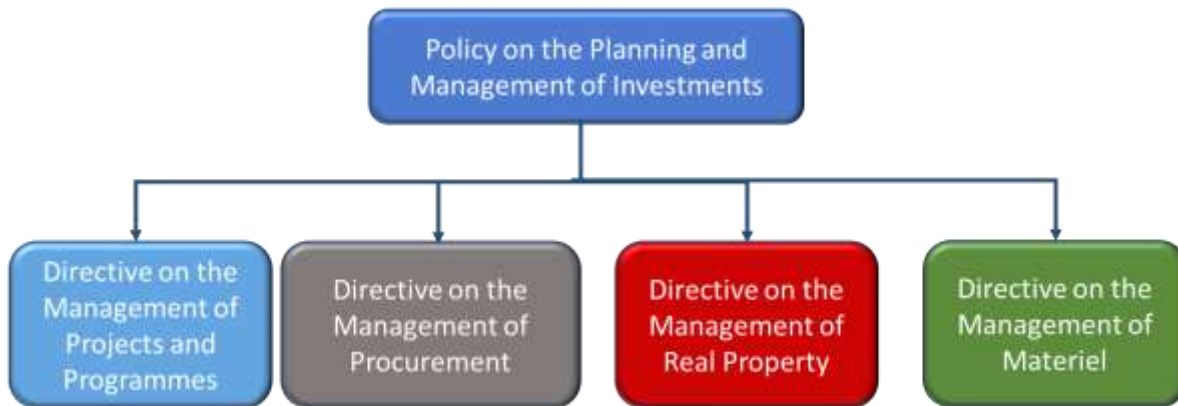 Policy on the Planning and
Management of Investments
Directive on the
Management of
Projects and
Programmes
Directive on the
Management of
Procurement
Directive on the
Management of
Real Property
Directive on the
Management of
Materiel